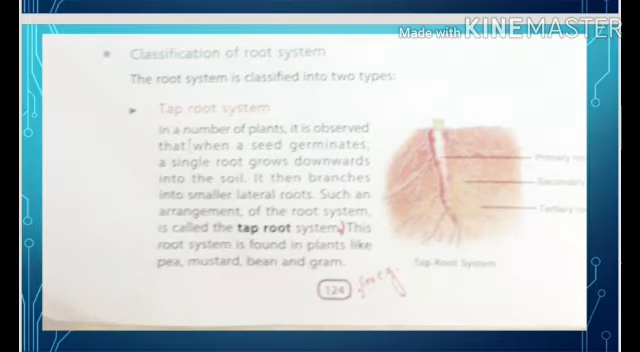 Made with KINEMASTER
Classification of root system
The root system is classified into two types:
Tap root system
In a number of plants, it is observed
that (when a seed germinates,
a single root grows downwards
into the soil. It then branches
into smaller lateral roots. Such an
arrangement, of the root system,
is called the tap root system.) This
root system is found in plants like
pea, mustard, bean and gram.
Primary
Secondary
Tertiary
Tap Root System
124